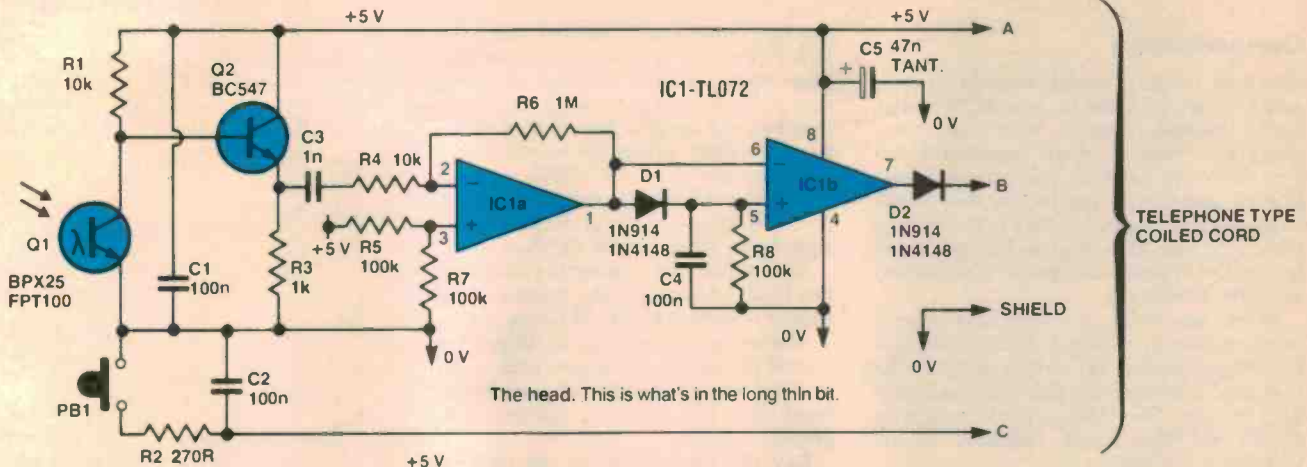 +5 V
+5 V
A
R1
10k
Q2
BC547
C5
47n
TANT.
+
IC1-TL072
0 V
R6 1M
C3
1n
R4 10k
2
−
IC1a
+
3
1
D1
1N914
1N4148
6
−
8
IC1b
7
5
+
4
B
D2
1N914
1N4148
TELEPHONE TYPE
COILED CORD
Q1
λ
BPX25
FPT100
C1
100n
R3
1k
+5 V
R5
100k
R7
100k
C4
100n
R8
100k
SHIELD
0 V
0 V
0 V
PB1
C2
100n
The head. This is what's in the long thin bit.
R2 270R
+5 V
C